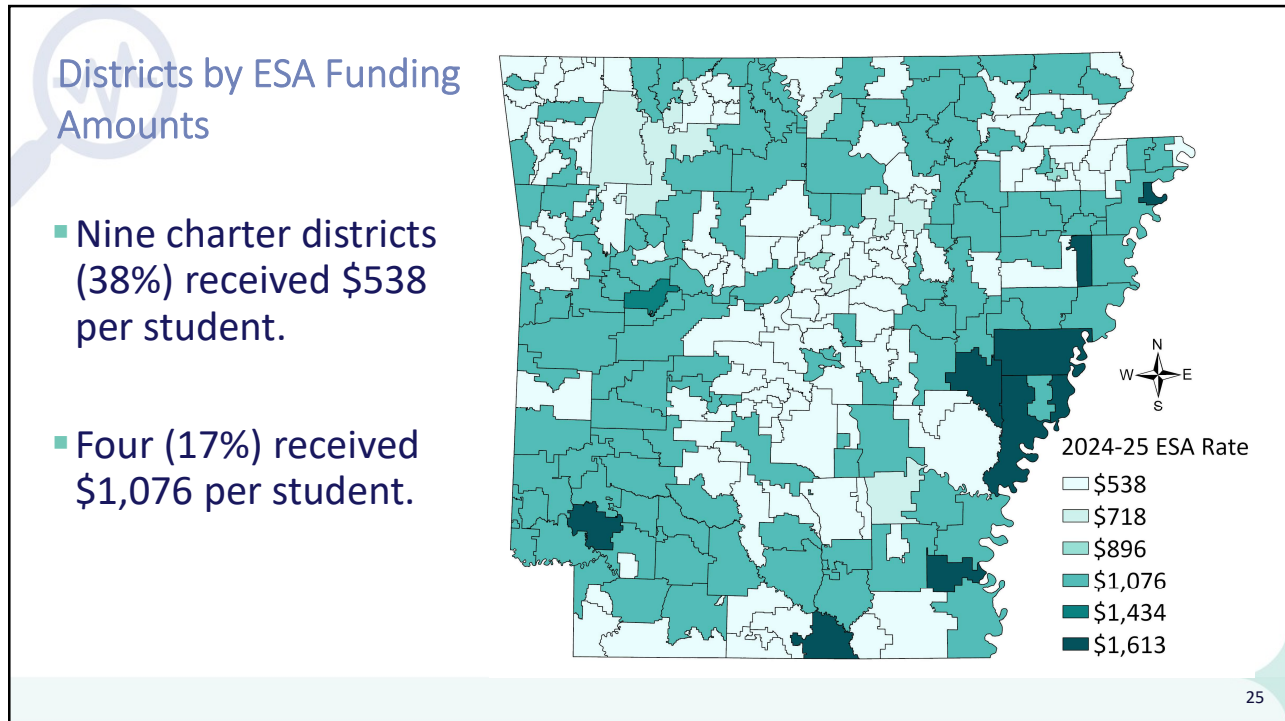 Districts by ESA Funding
Amounts
▪Nine charter districts
(38%) received $538
per student.
▪Four (17%) received
$1,076 per student.
N
W E
S
2024-25 ESA Rate
$538
$718
$896
$1,076
$1,434
$1,613
25